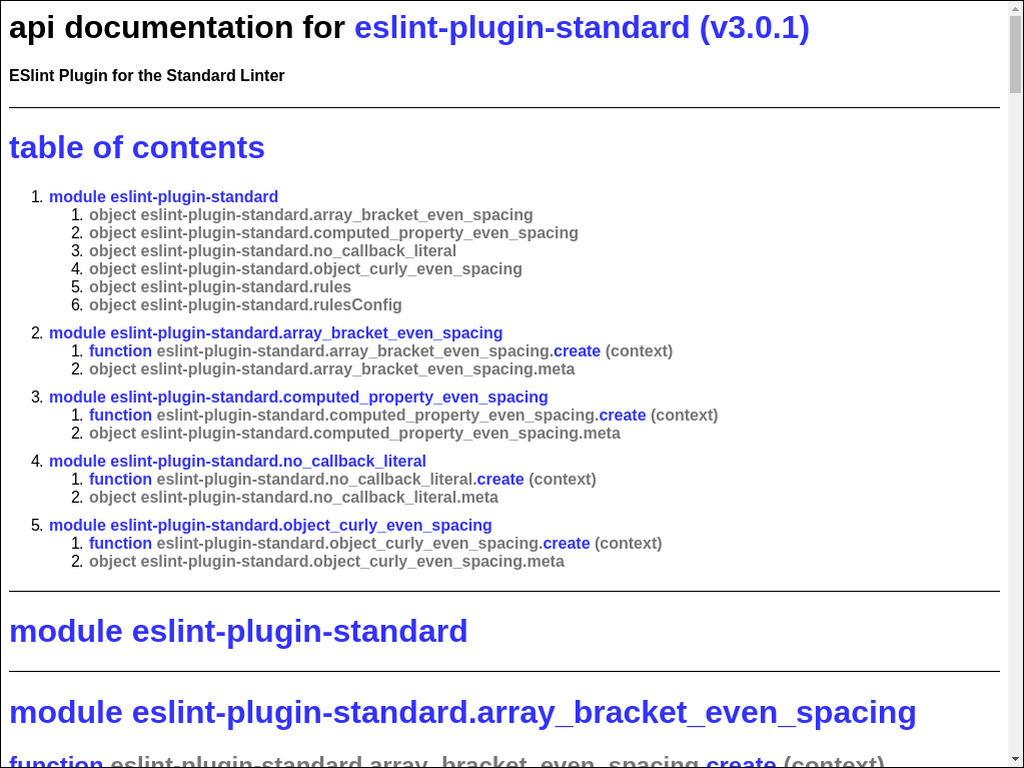 api documentation for eslint-plugin-standard (v3.0.1)
ESlint Plugin for the Standard Linter
table of contents
1. module eslint-plugin-standard
1. object eslint-plugin-standard.array_bracket_even_spacing
2. object eslint-plugin-standard.computed_property_even_spacing
3. object eslint-plugin-standard.no_callback_literal
4. object eslint-plugin-standard.object_curly_even_spacing
5. object eslint-plugin-standard.rules
6. object eslint-plugin-standard.rulesConfig
2. module eslint-plugin-standard.array_bracket_even_spacing
1. function eslint-plugin-standard.array_bracket_even_spacing.create (context)
2. object eslint-plugin-standard.array_bracket_even_spacing.meta
3. module eslint-plugin-standard.computed_property_even_spacing
1. function eslint-plugin-standard.computed_property_even_spacing.create (context)
2. object eslint-plugin-standard.computed_property_even_spacing.meta
4. module eslint-plugin-standard.no_callback_literal
1. function eslint-plugin-standard.no_callback_literal.create (context)
2. object eslint-plugin-standard.no_callback_literal.meta
5. module eslint-plugin-standard.object_curly_even_spacing
1. function eslint-plugin-standard.object_curly_even_spacing.create (context)
2. object eslint-plugin-standard.object_curly_even_spacing.meta
module eslint-plugin-standard
module eslint-plugin-standard.array_bracket_even_spacing
function eslint-plugin-standard.array_bracket_even_spacing.create (context)